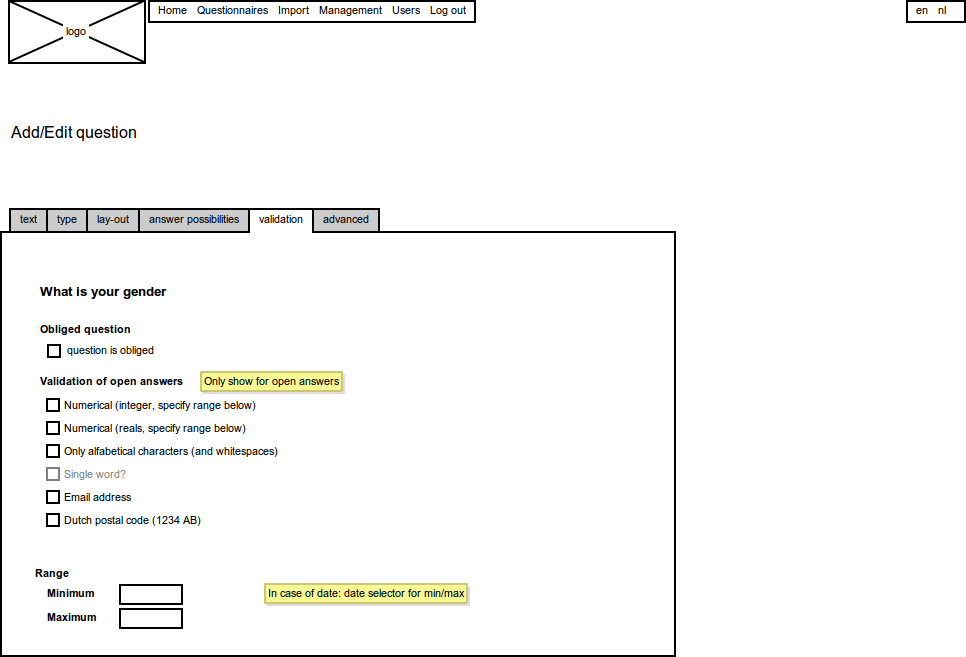 logo
Home Questionnaires Import Management Users Log out
en nl
Add/Edit question
text type lay-out answer possibilities validation advanced
What is your gender
Obliged question
question is obliged
Validation of open answers Only show for open answers
Numerical (integer, specify range below)
Numerical (reals, specify range below)
Only alfabetical characters (and whitespaces)
Single word?
Email address
Dutch postal code (1234 AB)
Range
Minimum In case of date: date selector for min/max
Maximum